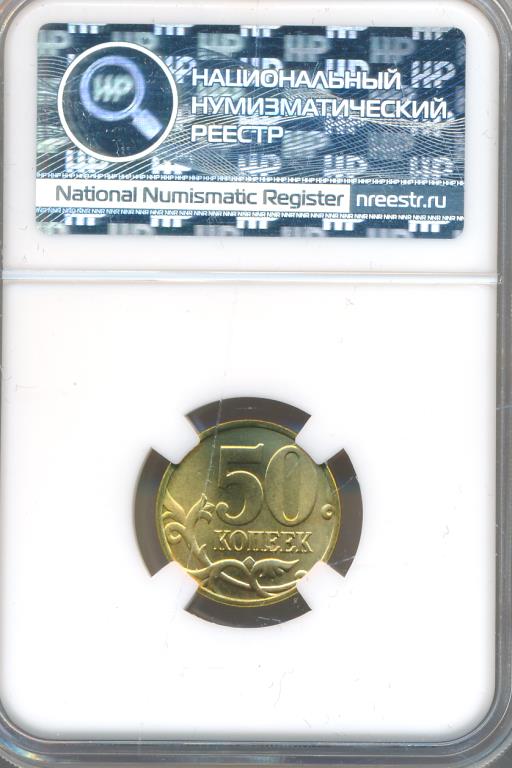 НАЦИОНАЛЬНЫЙ
НУМИЗМАТИЧЕСКИЙ
РЕЕСТР
National Numismatic Register nreestr.ru
50
КОПЕЕК